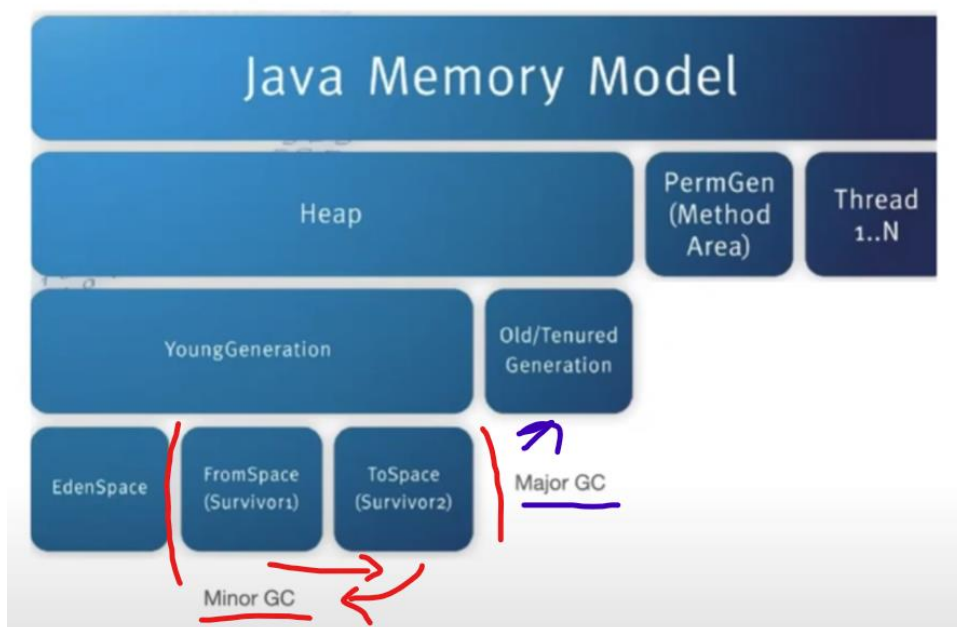 Java Memory Model
Heap
PermGen
(Method
Area)
Thread
1..N
YoungGeneration
Old/Tenured
Generation
EdenSpace
FromSpace
(Survivor1)
ToSpace
(Survivor2)
Major GC
Minor GC